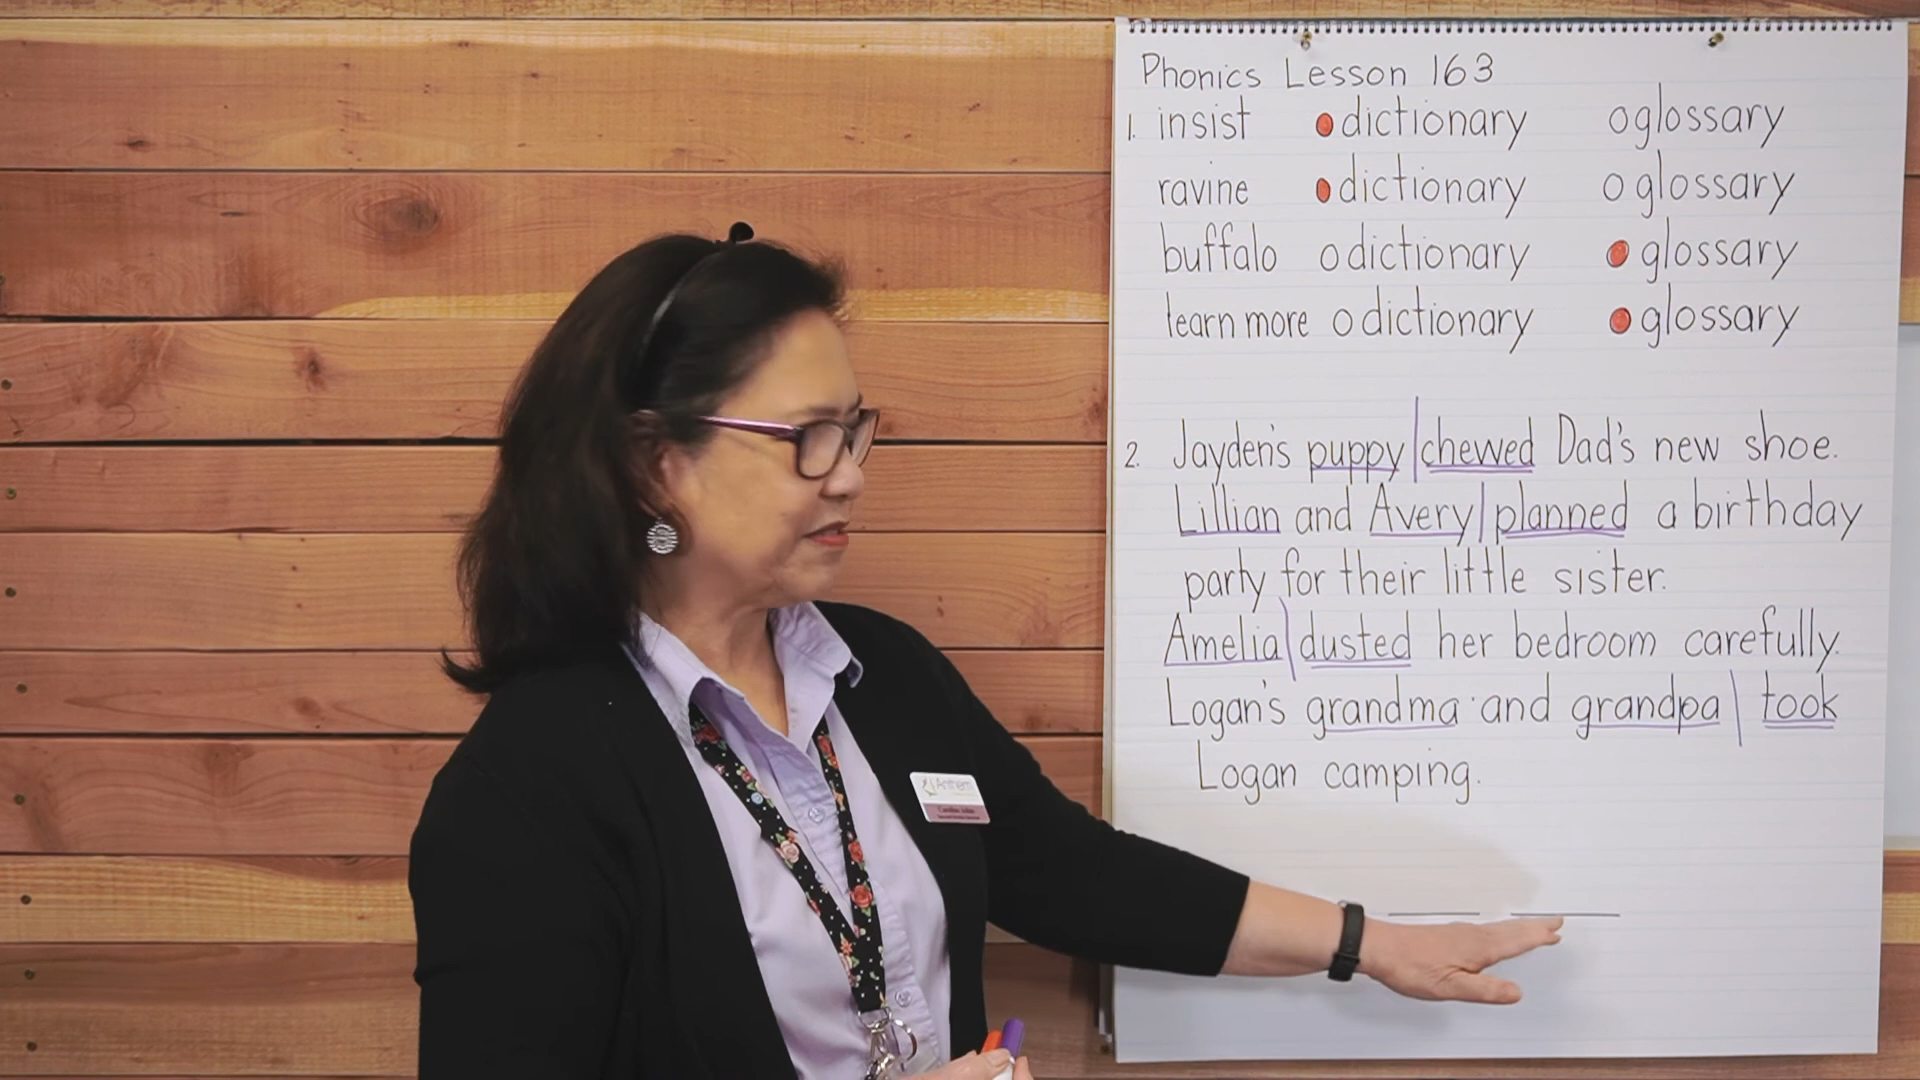 Phonics Lesson 163
1. insist dictionary glossary
ravine dictionary glossary
buffalo dictionary glossary
learn more dictionary glossary
2. Jayden's puppy chewed Dad's new shoe.
Lillian and Avery planned a birthday
party for their little sister.
Amelia dusted her bedroom carefully.
Logan's grandma and grandpa took
Logan camping.
Anthem